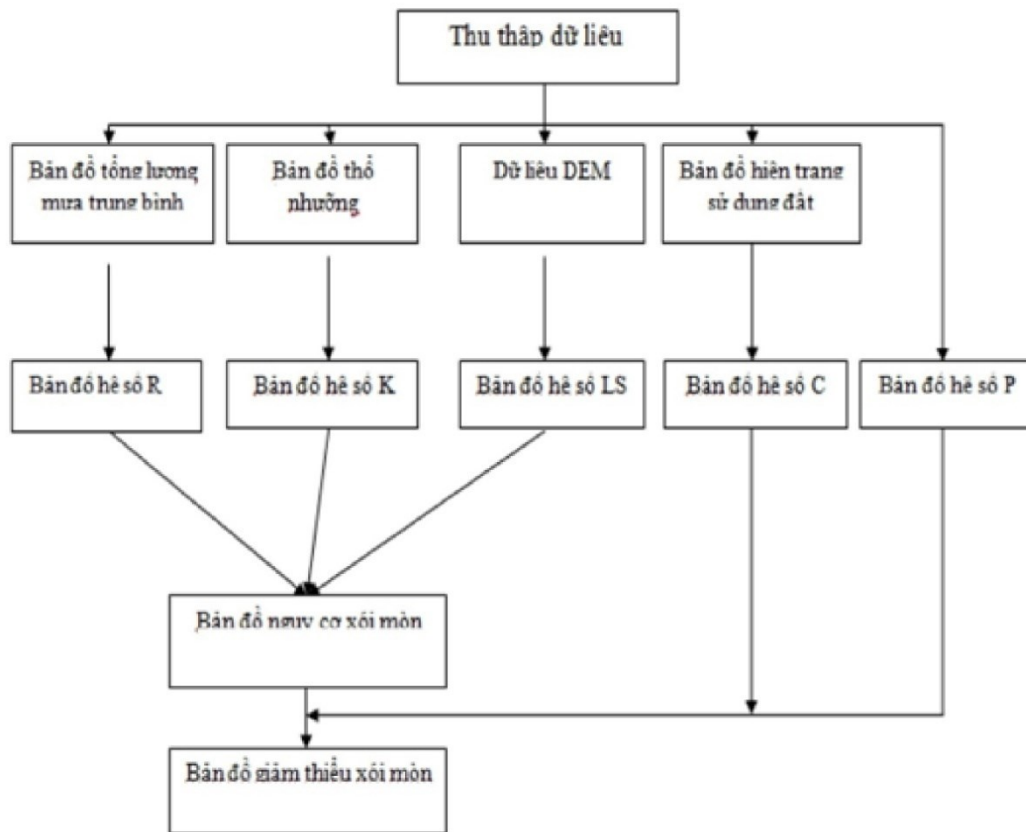 Thu thập dữ liệu
Bản đồ tổng lượng
mưa trung bình
Bản đồ thổ
nhưỡng
Dữ liệu DEM
Bản đồ hiện trạng
sử dụng đất
Bản đồ hệ số R
Bản đồ hệ số K
Bản đồ hệ số LS
Bản đồ hệ số C
Bản đồ hệ số P
Bản đồ nguy cơ xói mòn
Bản đồ giảm thiểu xói mòn